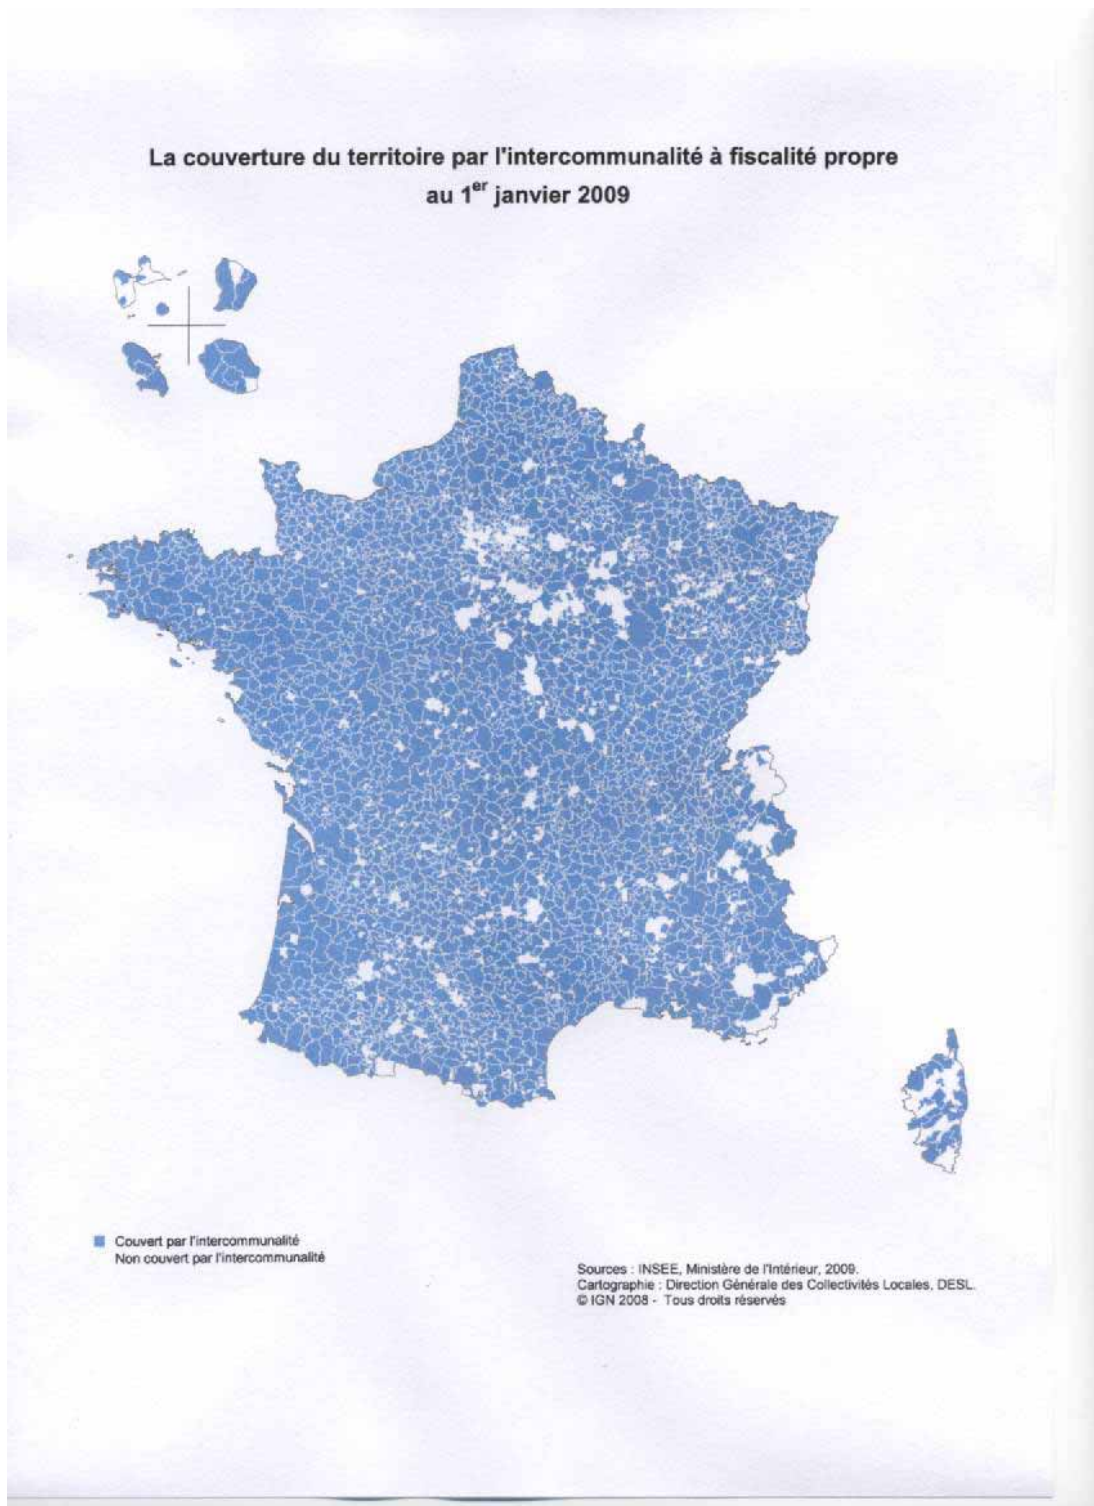 La couverture du territoire par l'intercommunalité à fiscalité propre
au 1er janvier 2009
Couvert par l'intercommunalité
Non couvert par l'intercommunalité
Sources : INSEE, Ministère de l'Intérieur, 2009.
Cartographie : Direction Générale des Collectivités Locales, DESL.
© IGN 2008 - Tous droits réservés